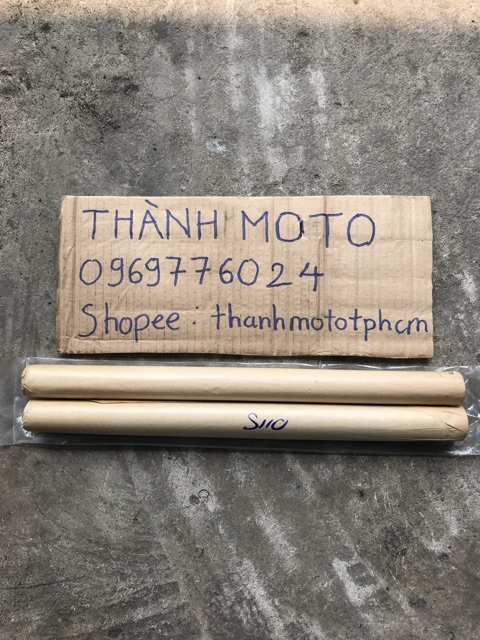 THÀNH MOTO
0969776024
Shopee: thanhmototphcm
S110